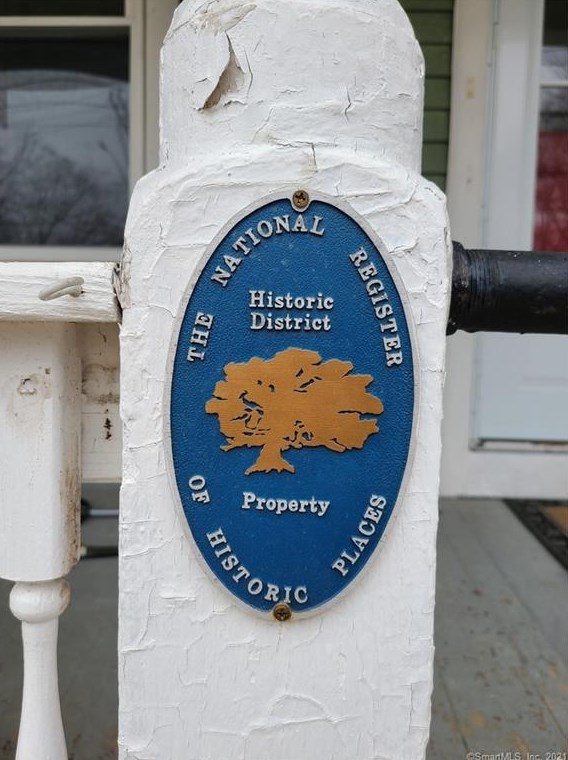 THE NATIONAL REGISTER
Historic
District
Property
OF HISTORIC PLACES
©SmartMLS, Inc. 2021